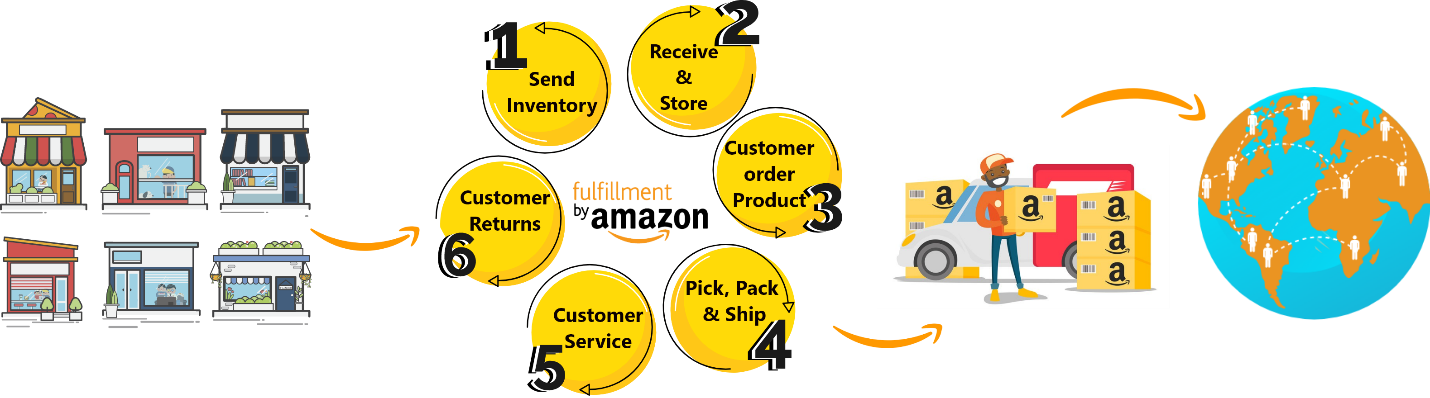 1
Send
Inventory
2
Receive
&
Store
Customer
order
Product
3
Pick, Pack
& Ship
4
Customer
Service
5
Customer
Returns
6
fulfillment
by amazon
a
a
a
a
a